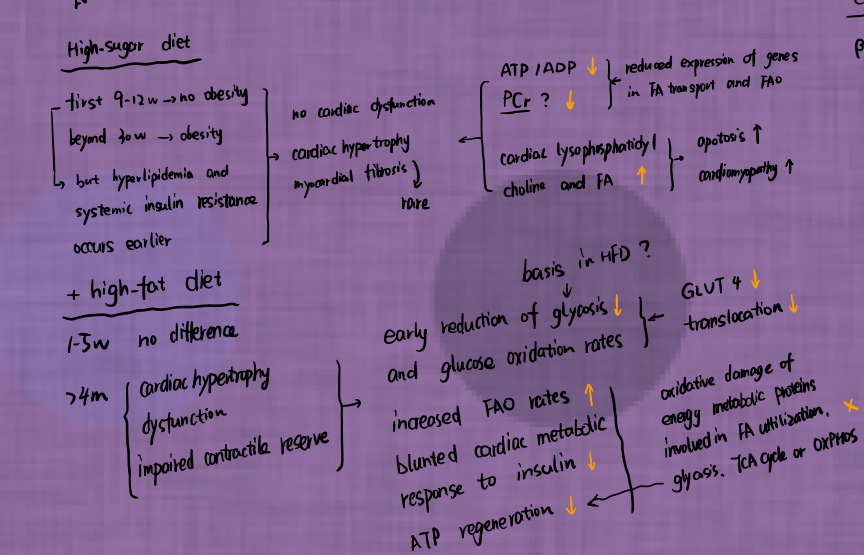 High-sugar diet
first 9-12w → no obesity
beyond 30w → obesity
but hyperlipidemia and
systemic insulin resistance
occurs earlier
no cardiac dysfunction
cardiac hypertrophy
myocardial fibrosis
rare
ATP/ADP ↓
PCr ? ↓
reduced expression of genes
in FA transport and FAO
cardiac lysophosphatidyl
choline and FA ↑
apotosis ↑
cardiomyopathy ↑
+ high-fat diet
1-5w no difference
>4m
cardiac hypertrophy
dysfunction
impaired contractile reserve
basis in HFD ?
↓
early reduction of glycosis ↓
and glucose oxidation rates
GLUT 4 ↓
translocation ↓
increased FAO rates ↑
blunted cardiac metabolic
response to insulin ↓
ATP regeneration ↓
oxidative damage of
energy metabolic proteins
involved in FA utilization, ×
glyosis. TCA cycle or OXPHOS
β